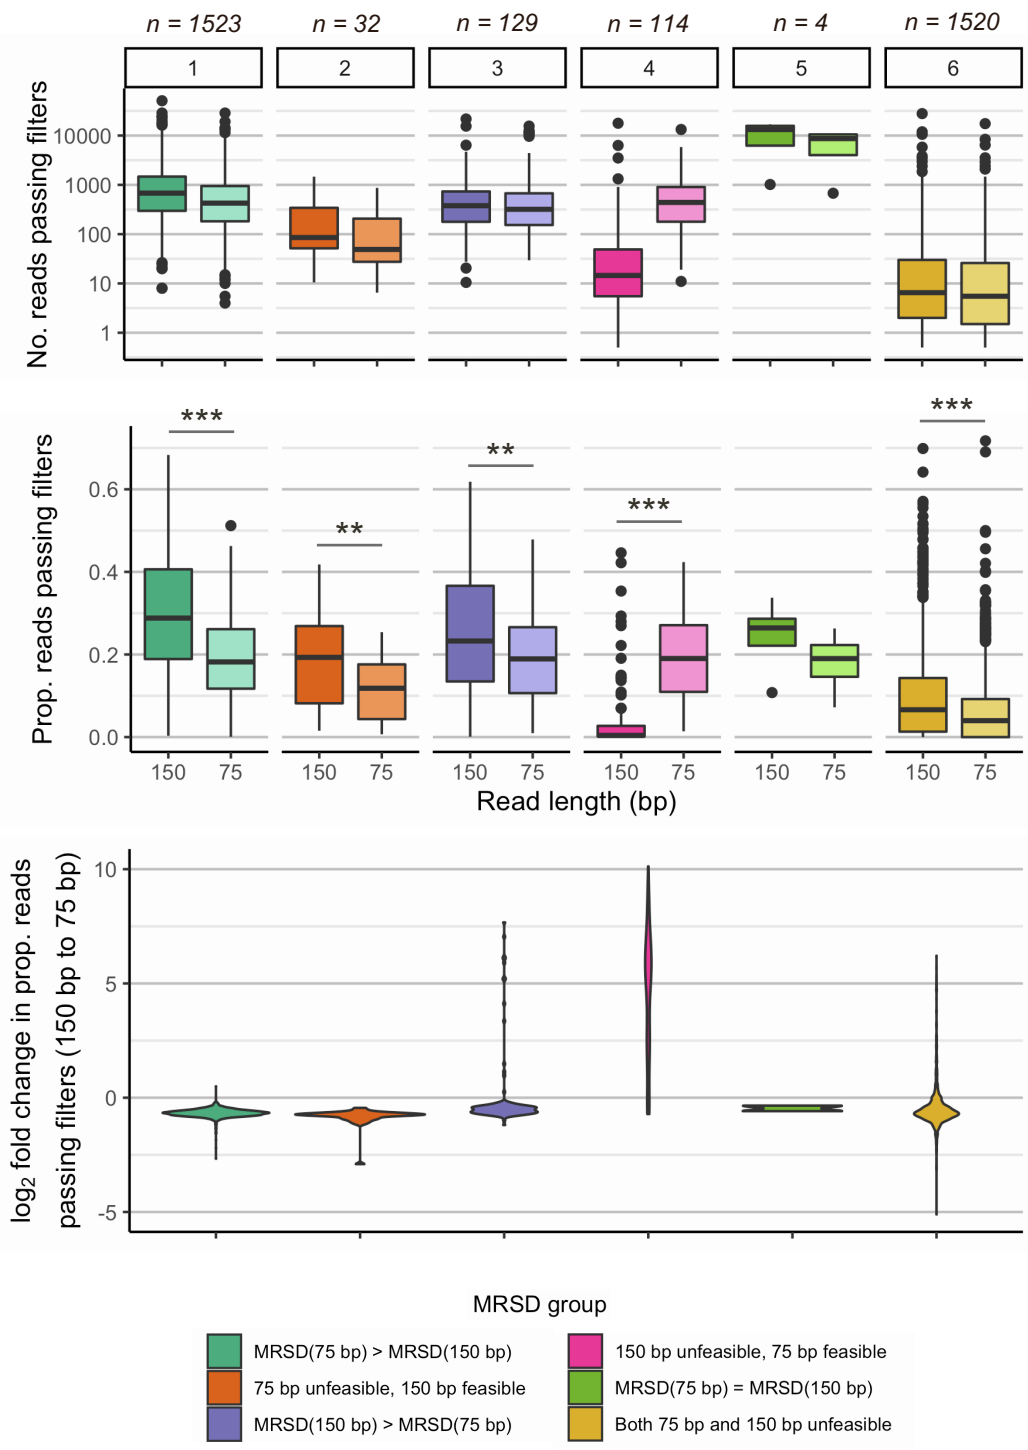 n = 1523 n = 32 n = 129 n = 114 n = 4 n = 1520
1 2 3 4 5 6
No. reads passing filters
10000
1000
100
10
1
*** ** ** *** ***
Prop. reads passing filters
0.6
0.4
0.2
0.0
150 75 150 75 150 75 150 75 150 75 150 75
Read length (bp)
log₂ fold change in prop. reads
passing filters (150 bp to 75 bp)
10
5
0
-5
MRSD group
MRSD(75 bp) > MRSD(150 bp)
75 bp unfeasible, 150 bp feasible
MRSD(150 bp) > MRSD(75 bp)
150 bp unfeasible, 75 bp feasible
MRSD(75 bp) = MRSD(150 bp)
Both 75 bp and 150 bp unfeasible